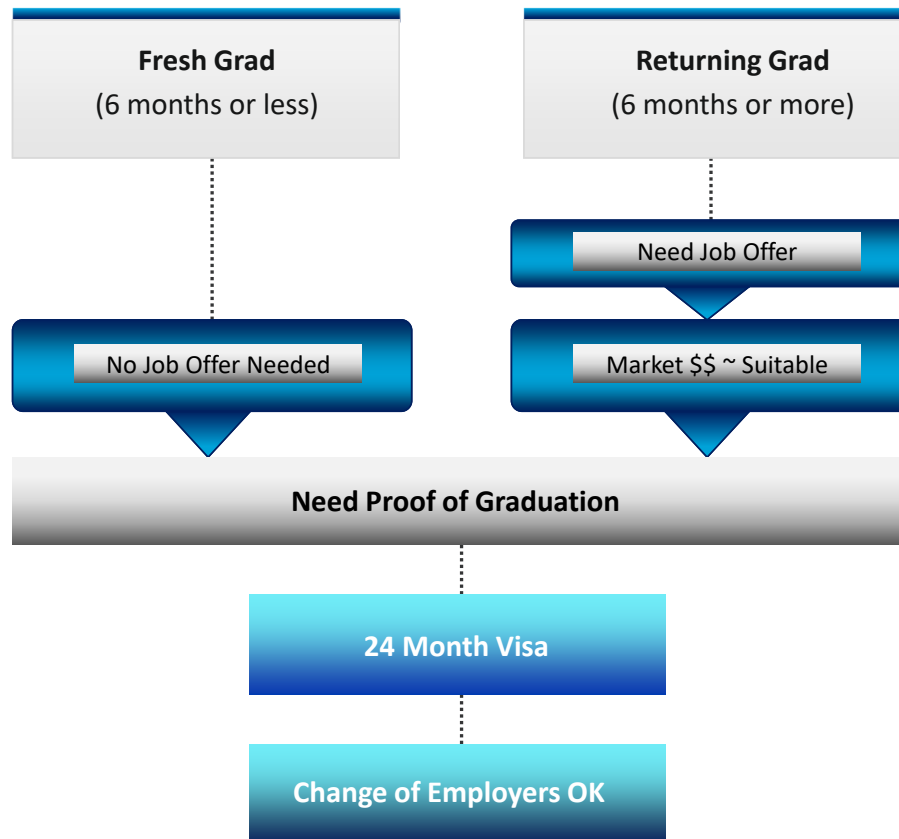 Fresh Grad
(6 months or less)
Returning Grad
(6 months or more)
Need Job Offer
No Job Offer Needed
Market $$ ~ Suitable
Need Proof of Graduation
24 Month Visa
Change of Employers OK